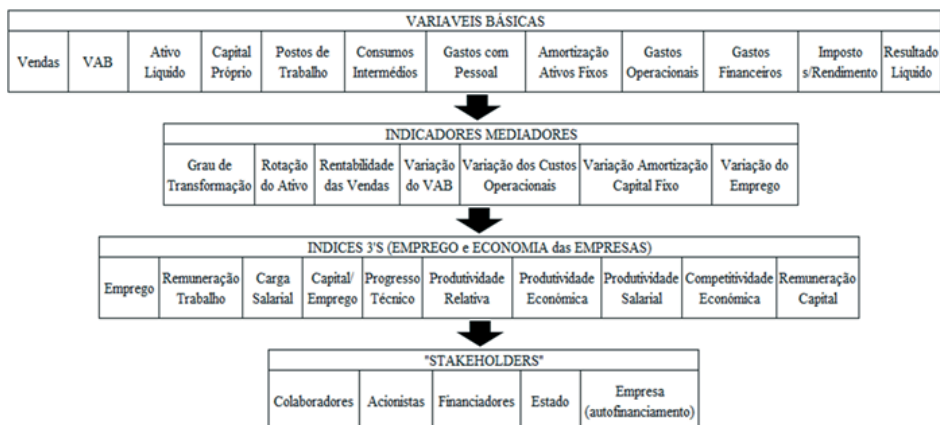 VARIAVEIS BÁSICAS
Vendas
VAB
Ativo
Líquido
Capital
Próprio
Postos de
Trabalho
Consumos
Intermédios
Gastos com
Pessoal
Amortização
Ativos Fixos
Gastos
Operacionais
Gastos
Financeiros
Imposto
s/Rendimento
Resultado
Líquido
INDICADORES MEDIADORES
Grau de
Transformação
Rotação
do Ativo
Rentabilidade
das Vendas
Variação
do VAB
Variação dos Custos
Operacionais
Variação Amortização
Capital Fixo
Variação do
Emprego
INDICES 3'S (EMPREGO e ECONOMIA das EMPRESAS)
Emprego
Remuneração
Trabalho
Carga
Salarial
Capital/
Emprego
Progresso
Técnico
Produtividade
Relativa
Produtividade
Económica
Produtividade
Salarial
Competitividade
Económica
Remuneração
Capital
"STAKEHOLDERS"
Colaboradores
Acionistas
Financiadores
Estado
Empresa
(autofinanciamento)